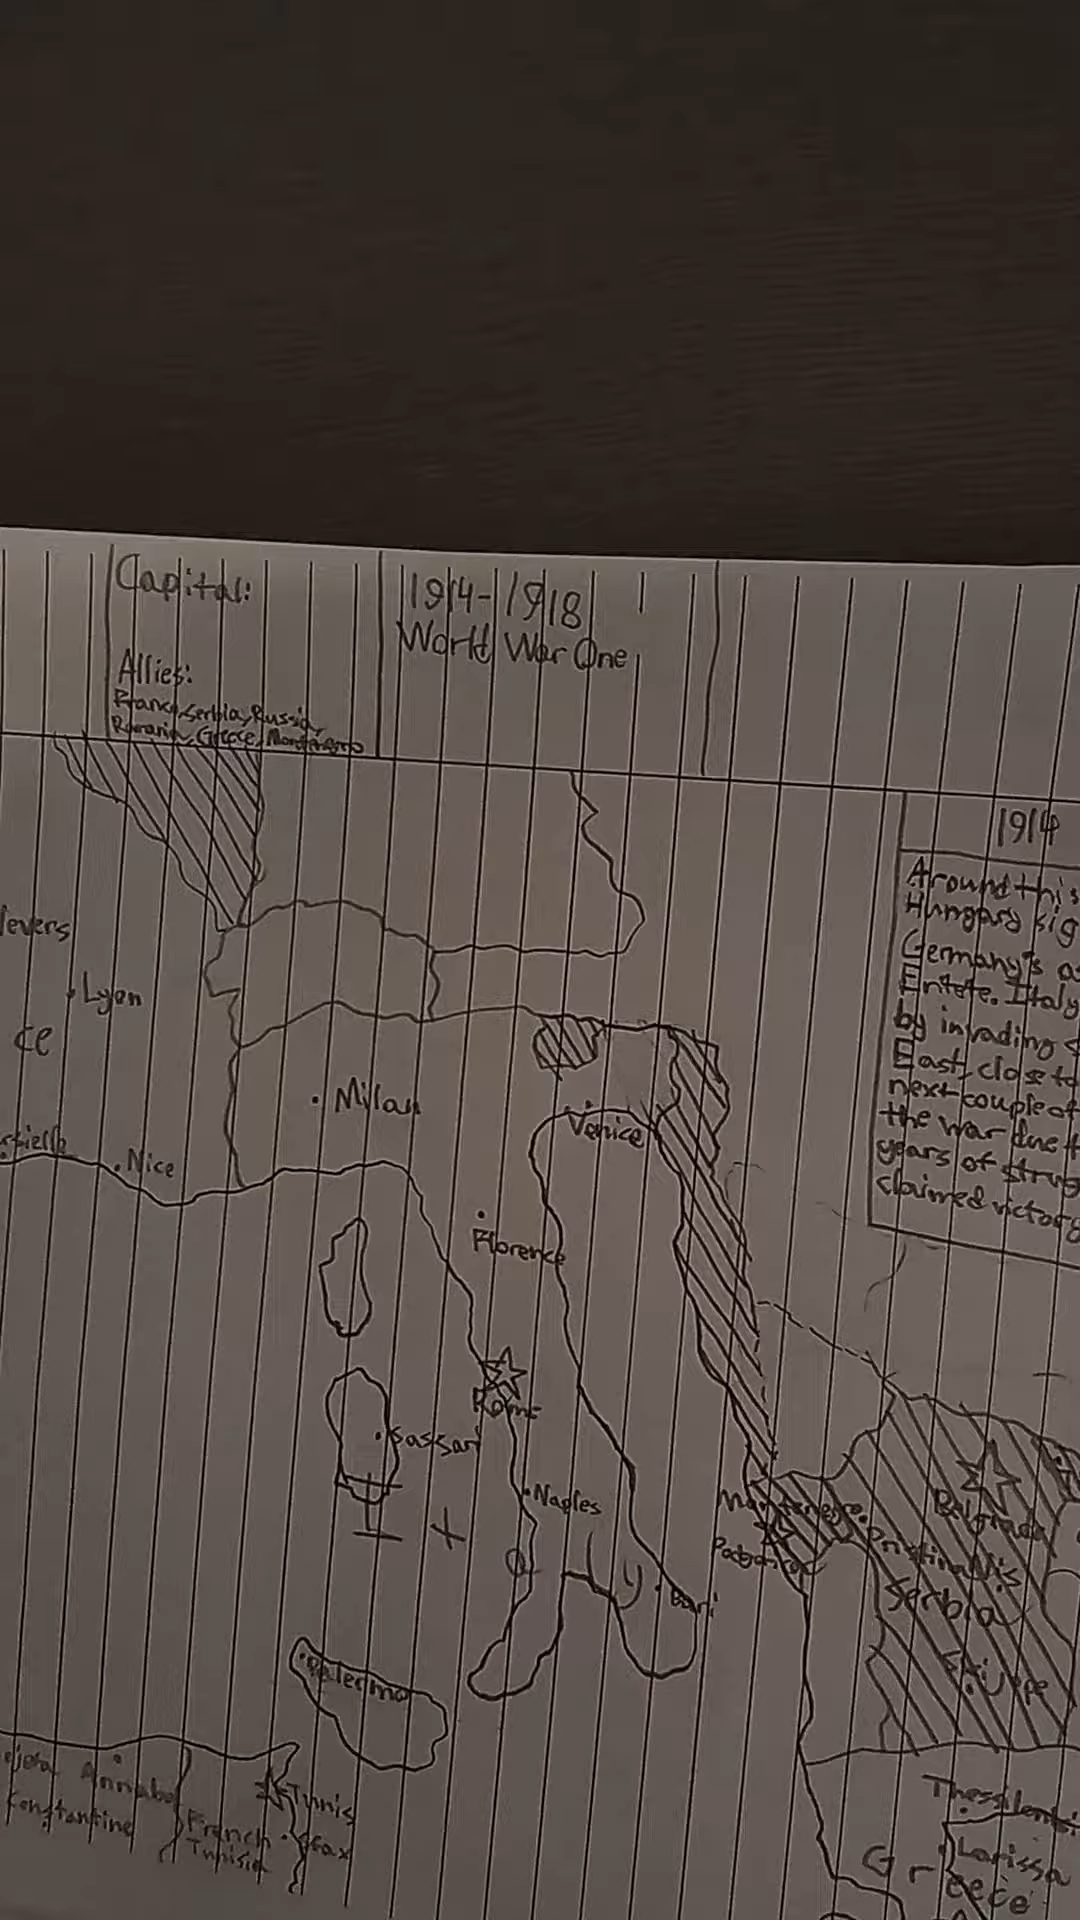 Capital:
1914-1918
World War One
Allies:
France, Serbia, Russia,
Romania, Greece, Montenegro
1914
Around this
Hungary sig
Germany's a
Entete. Italy
by invading s
East, close to
next couple of
the war due t
years of strug
claimed victory
Nevers
Lyon
ce
Milan
Venice
Nice
Florence
Rome
Sassari
Naples
I t a l y
Bari
Montenegro
Belgrade
Serbia
Palermo
Annaba
Tunis
Constantine
French
Tunisia
Sfax
Larissa
Greece